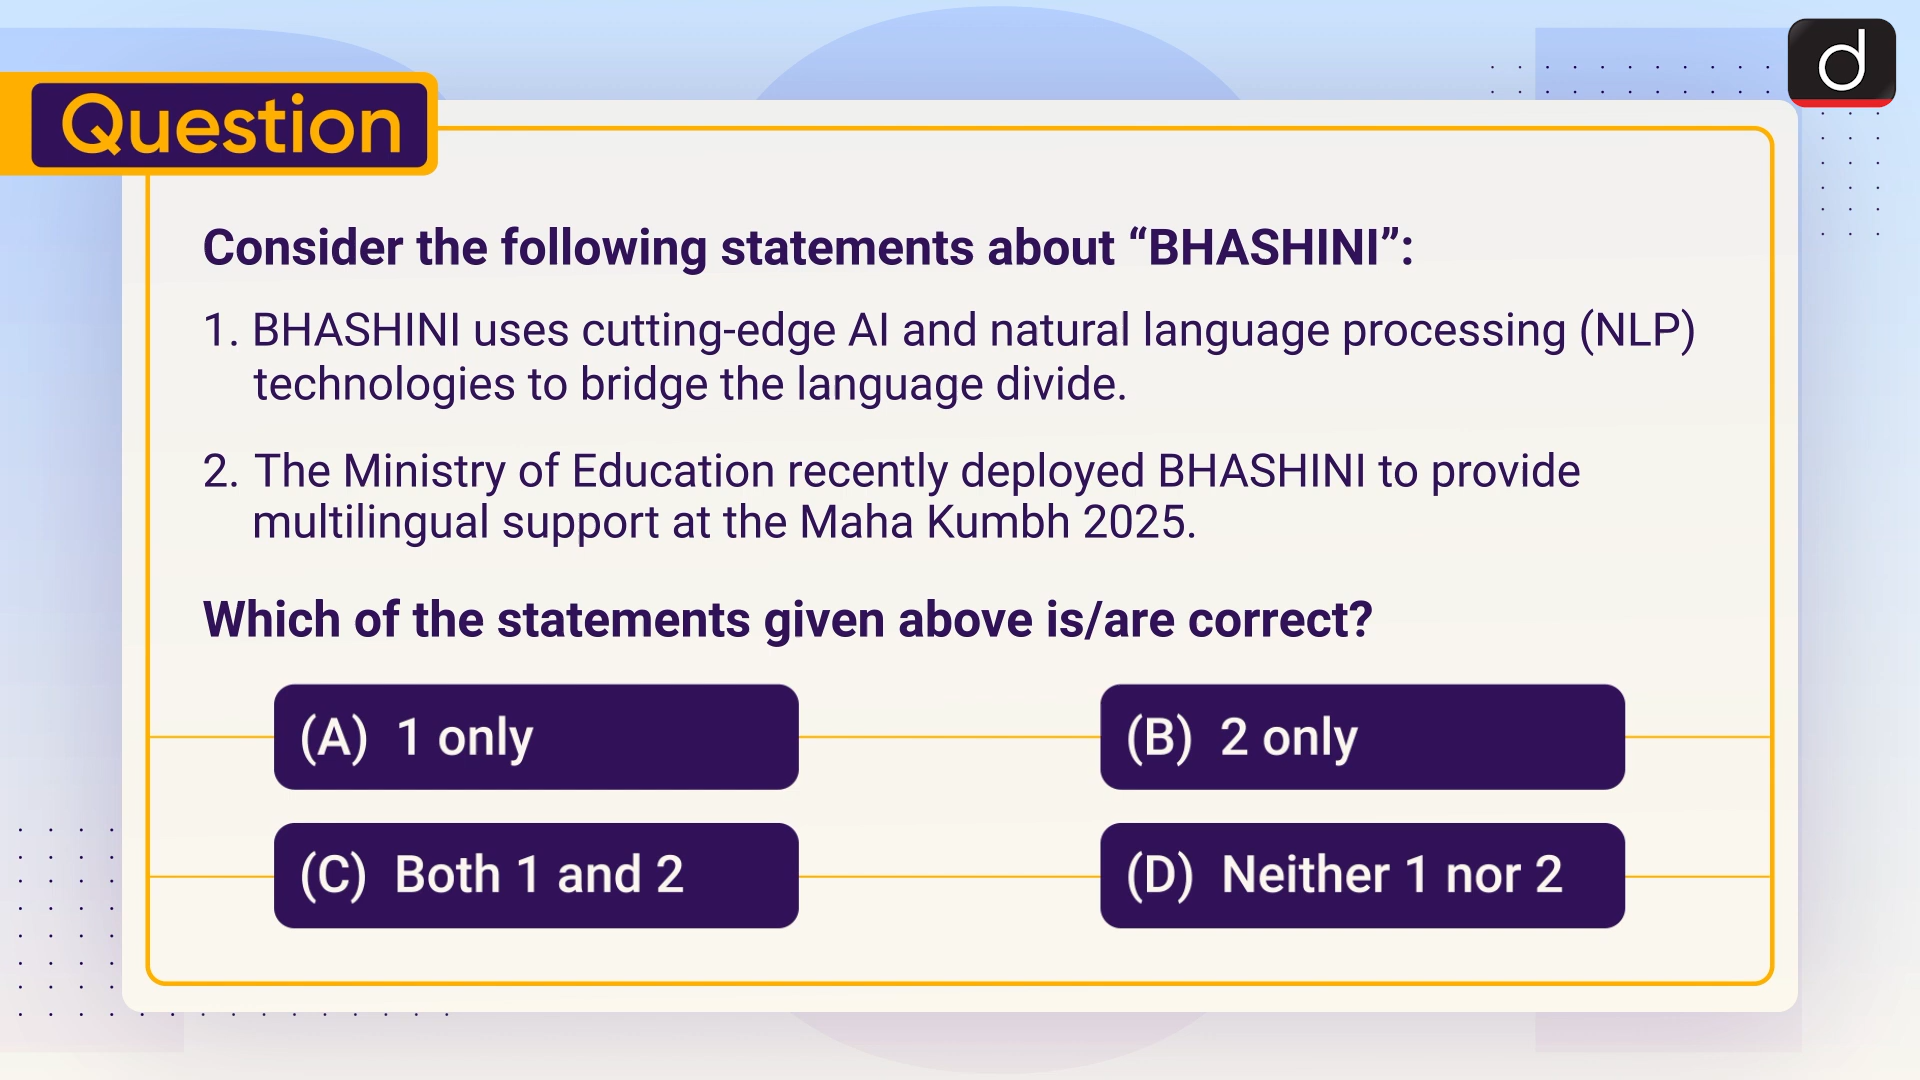 Question
Consider the following statements about “BHASHINI”:
1. BHASHINI uses cutting-edge AI and natural language processing (NLP)
technologies to bridge the language divide.
2. The Ministry of Education recently deployed BHASHINI to provide
multilingual support at the Maha Kumbh 2025.
Which of the statements given above is/are correct?
(A) 1 only
(B) 2 only
(C) Both 1 and 2
(D) Neither 1 nor 2
d